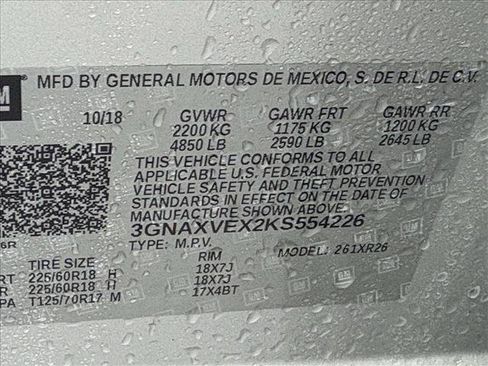 GM
MFD BY GENERAL MOTORS DE MEXICO, S. DE R.L. DE C.V.
10/18 GVWR GAWR FRT GAWR RR
2200 KG 1175 KG 1200 KG
4850 LB 2590 LB 2645 LB
THIS VEHICLE CONFORMS TO ALL
APPLICABLE U.S. FEDERAL MOTOR
VEHICLE SAFETY AND THEFT PREVENTION
STANDARDS IN EFFECT ON THE DATE OF
MANUFACTURE SHOWN ABOVE.
3GNAXVEX2KS554226
TYPE: M.P.V. MODEL: 261XR26
TIRE SIZE RIM
225/60R18 H 18X7J
R 225/60R18 H 18X7J
PA T125/70R17 M 17X4BT